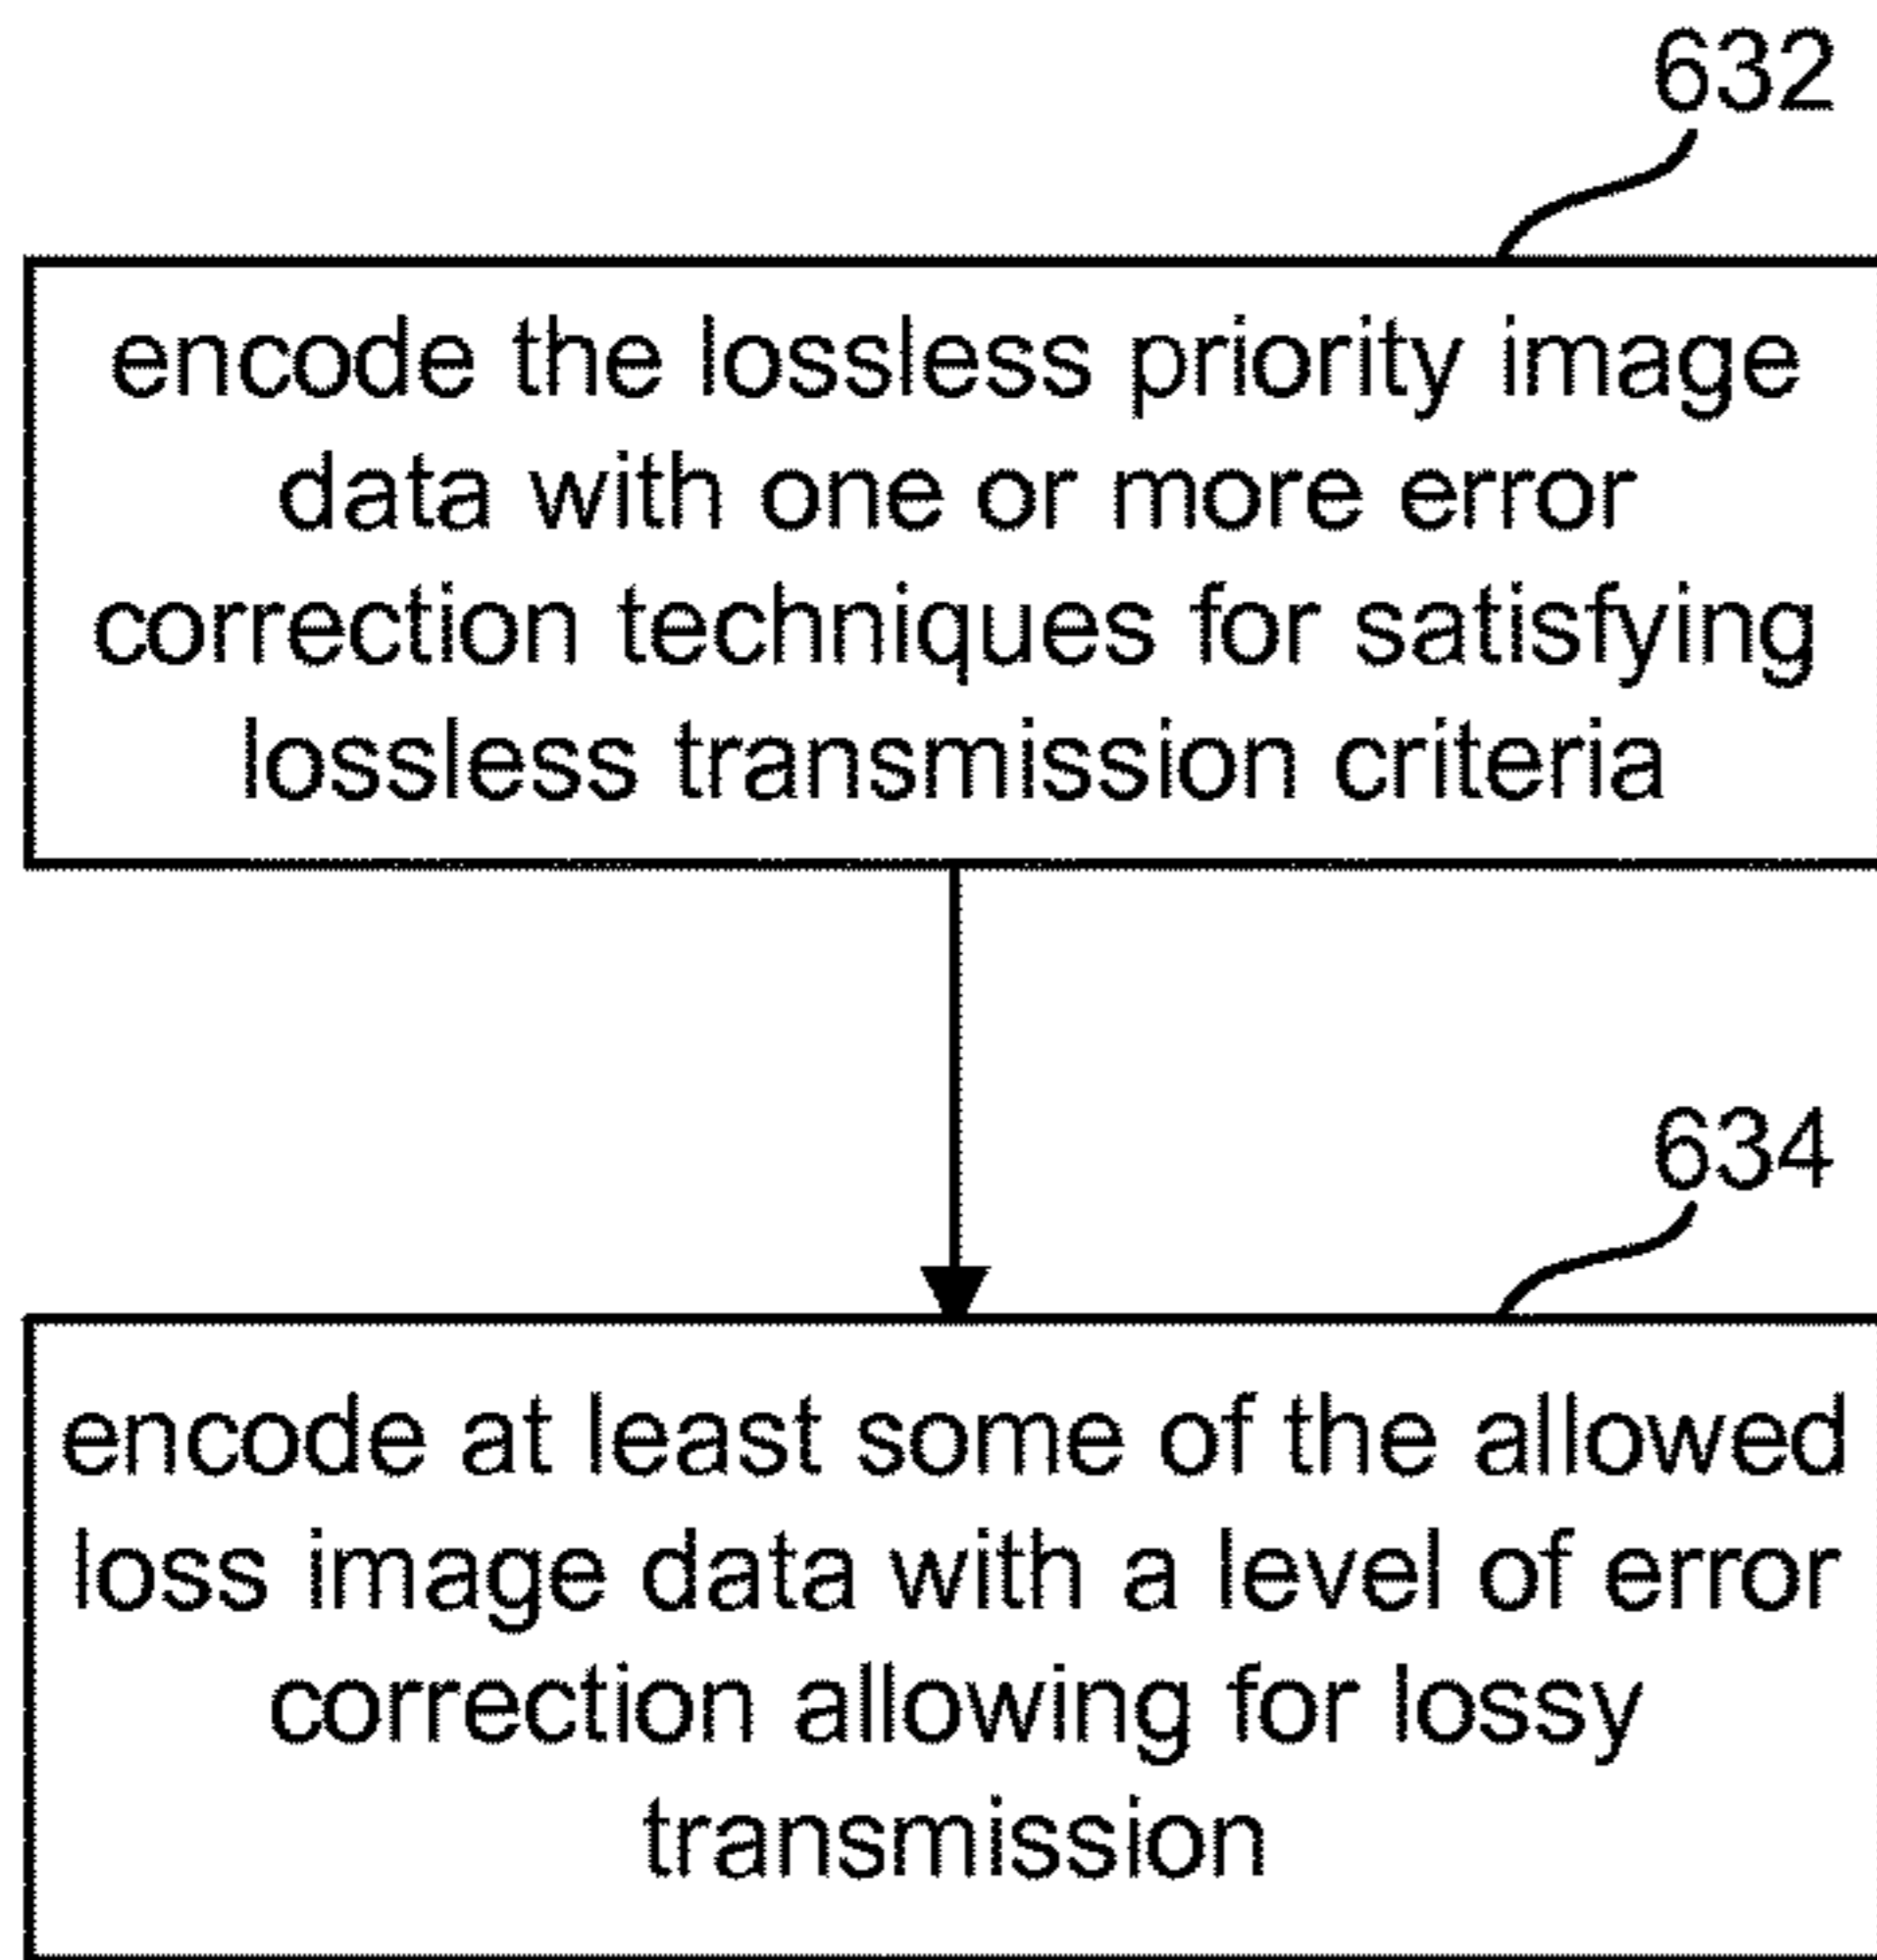 632
encode the lossless priority image
data with one or more error
correction techniques for satisfying
lossless transmission criteria
634
encode at least some of the allowed
loss image data with a level of error
correction allowing for lossy
transmission